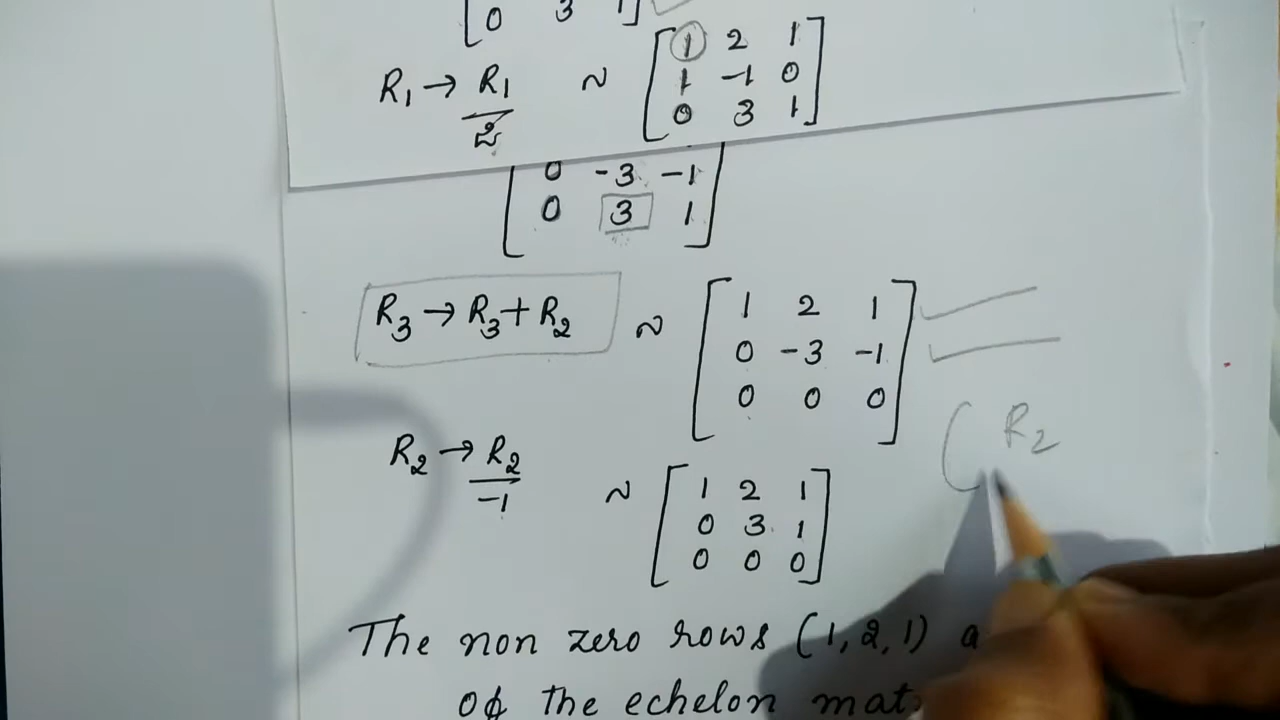 [0 3 1]
R₁ → R₁/2 ~ [1 2 1
1 -1 0
0 3 1]
[0 -3 -1
0 3 1]
R₃ → R₃ + R₂ ~ [1 2 1
0 -3 -1
0 0 0]
( R₂
R₂ → R₂/-1 ~ [1 2 1
0 3 1
0 0 0]
The non zero rows (1, 2, 1)
of the echelon